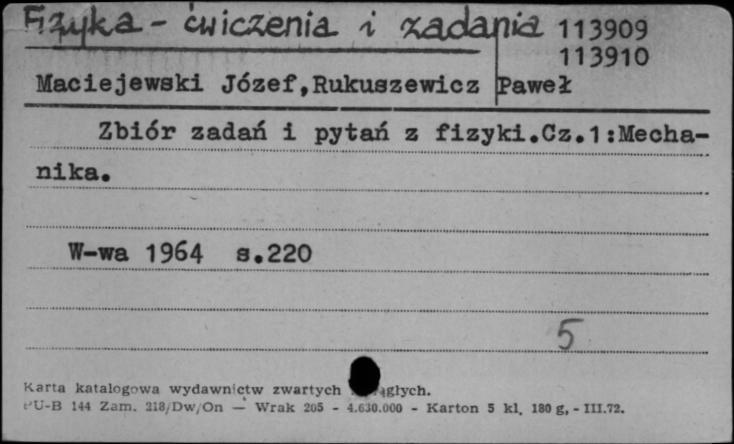 Fizyka - ćwiczenia i zadania 113909
113910
Maciejewski Józef,Rukuszewicz Paweł
Zbiór zadań i pytań z fizyki.Cz.1:Mecha-
nika.
W-wa 1964 s.220
5
Karta katalogowa wydawnictw zwartych głych.
PU-B 144 Zam. 218/Dw/On — Wrak 205 - 4.630.000 - Karton 5 kl. 180 g, - III.72.